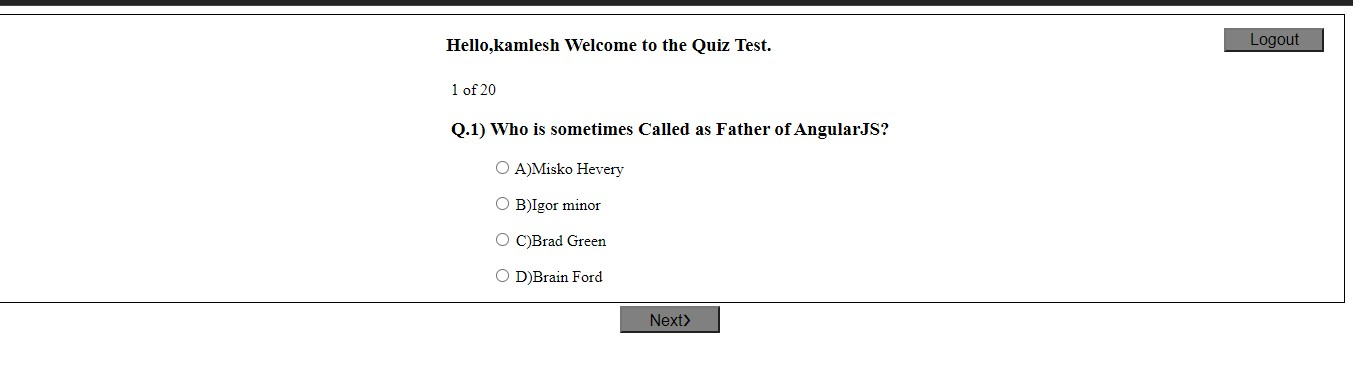 Hello,kamlesh Welcome to the Quiz Test.
Logout
1 of 20
Q.1) Who is sometimes Called as Father of AngularJS?
A)Misko Hevery
B)Igor minor
C)Brad Green
D)Brain Ford
Next❯